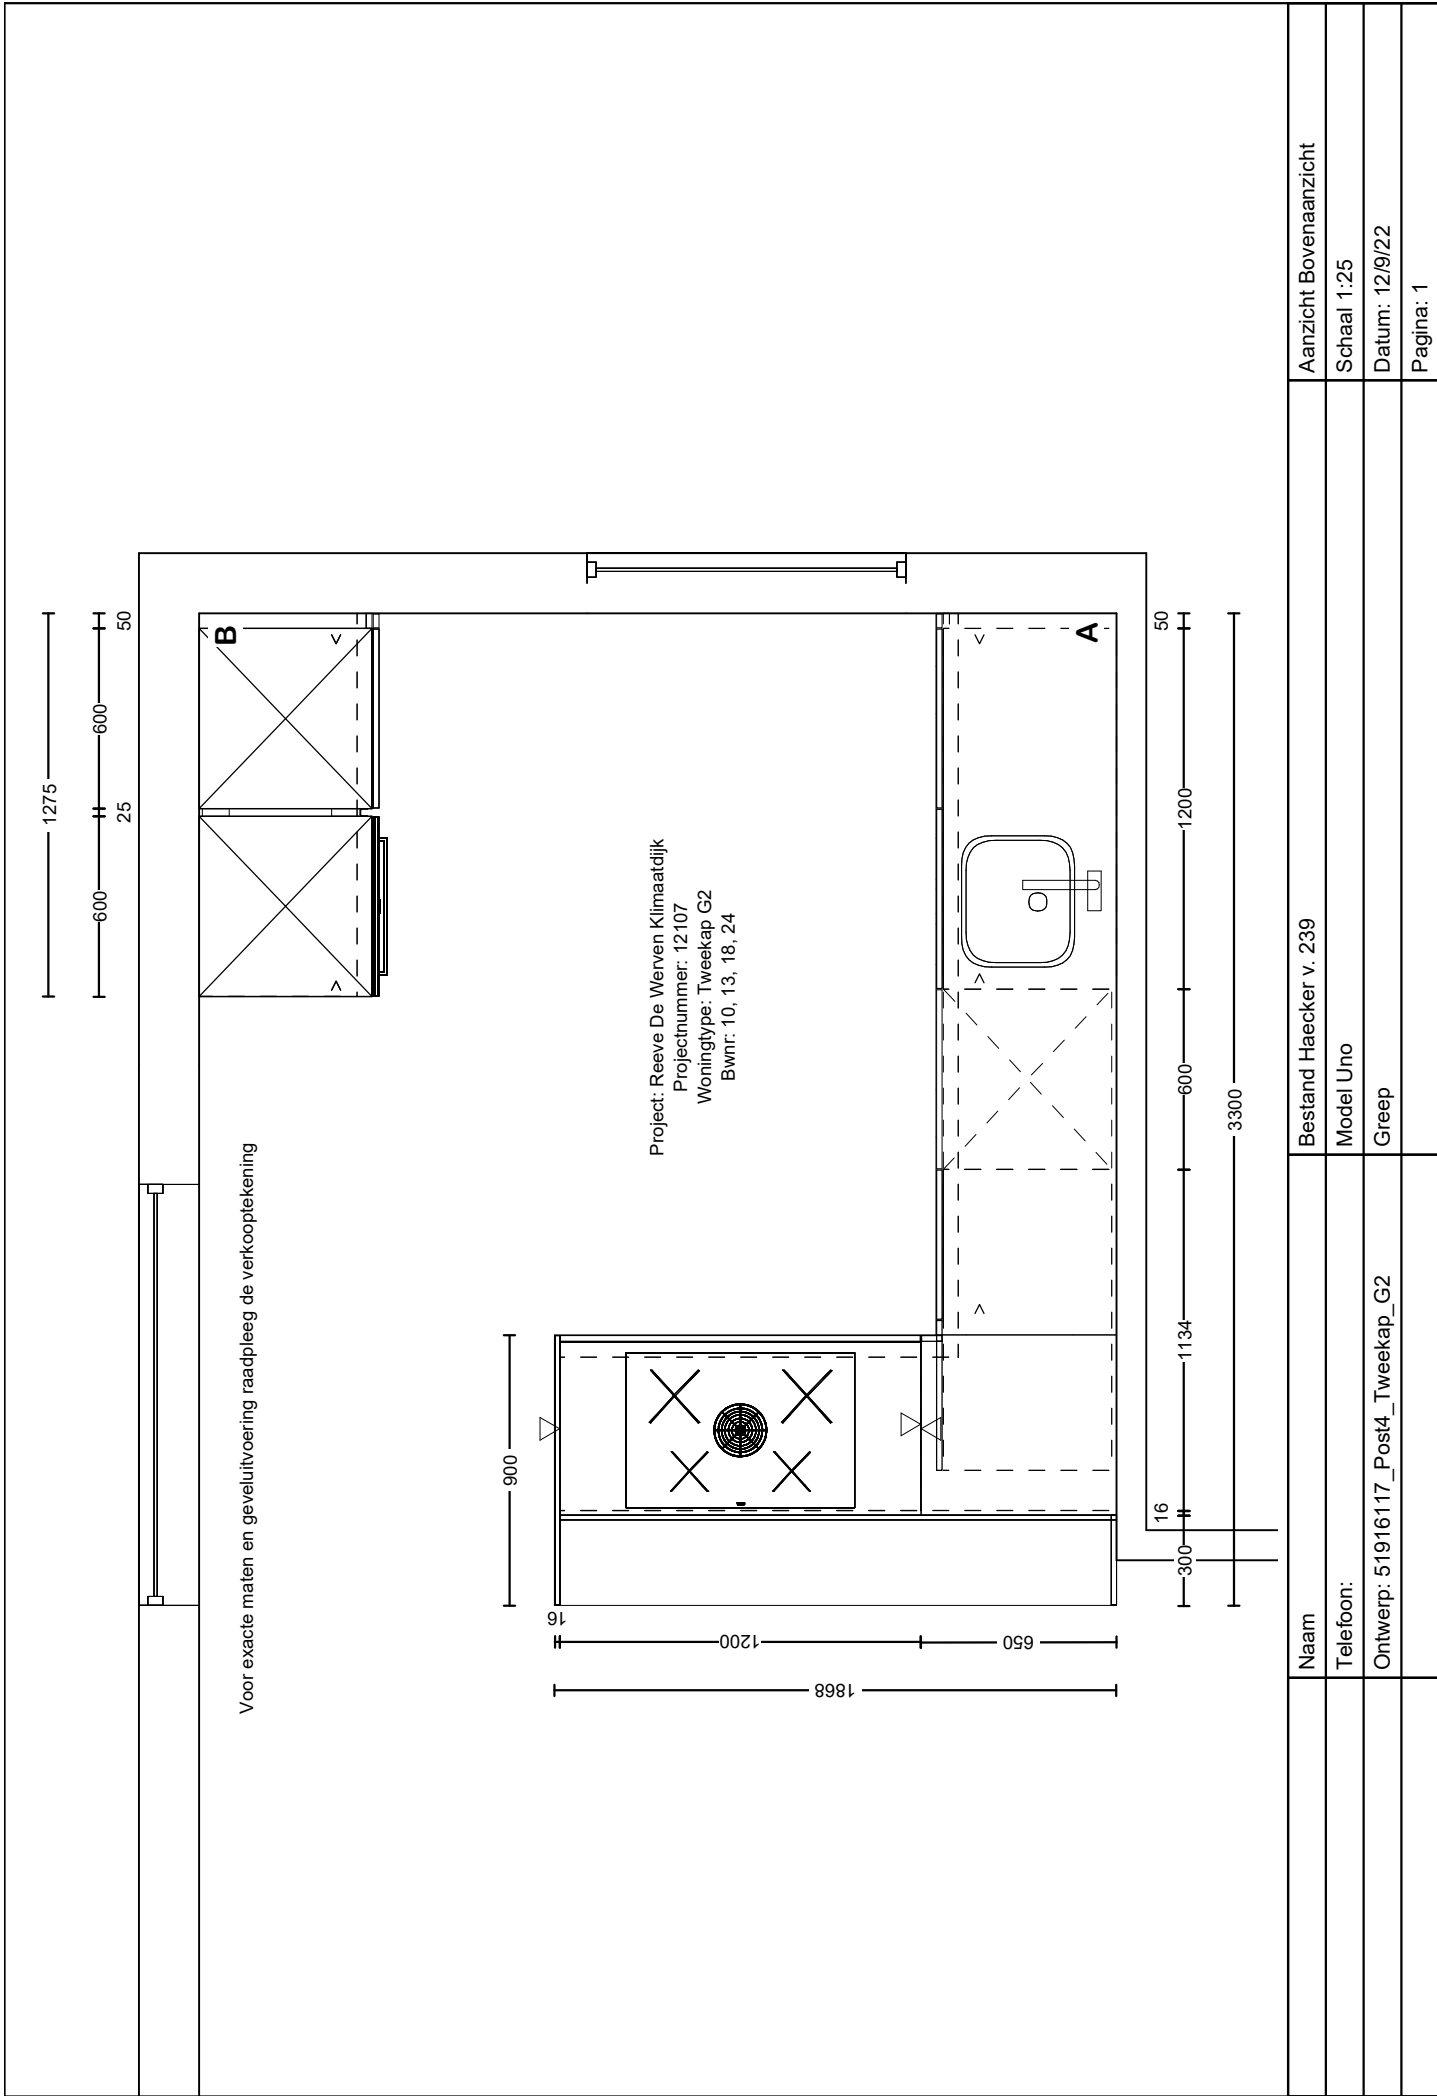 Voor exacte maten en geveluitvoering raadpleeg de verkooptekening
1275
600
25
600
50
B
Project: Reeve De Werven Klimaatdijk
Projectnummer: 12107
Woningtype: Tweekap G2
Bwnr: 10, 13, 18, 24
900
16
1200
650
1868
A
300
16
1134
600
1200
50
3300
Naam
Bestand Haecker v. 239
Aanzicht Bovenaanzicht
Telefoon:
Model Uno
Schaal 1:25
Ontwerp: 51916117_Post4_Tweekap_G2
Greep
Datum: 12/9/22
Pagina: 1